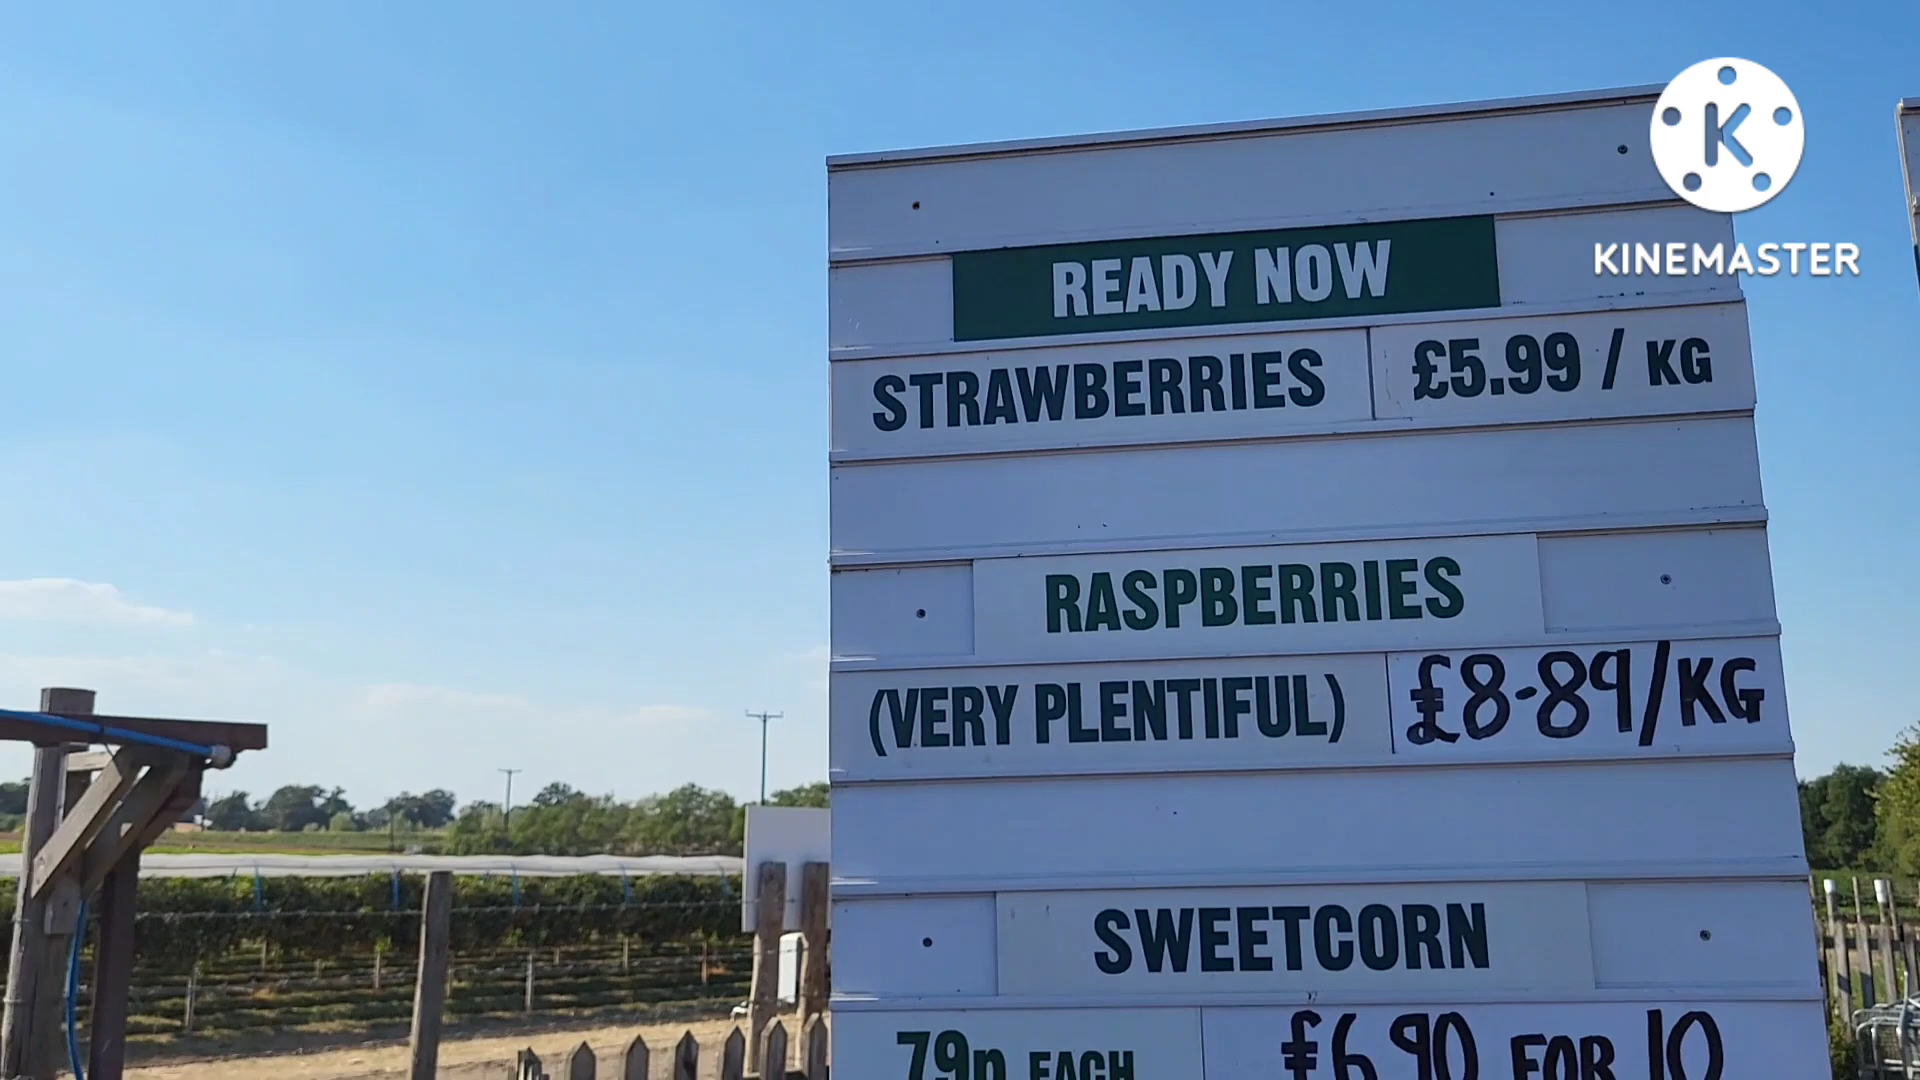 K
KINEMASTER
READY NOW
STRAWBERRIES £5.99 / KG
RASPBERRIES
(VERY PLENTIFUL) £8-89/KG
SWEETCORN
79p EACH £6.90 FOR 10